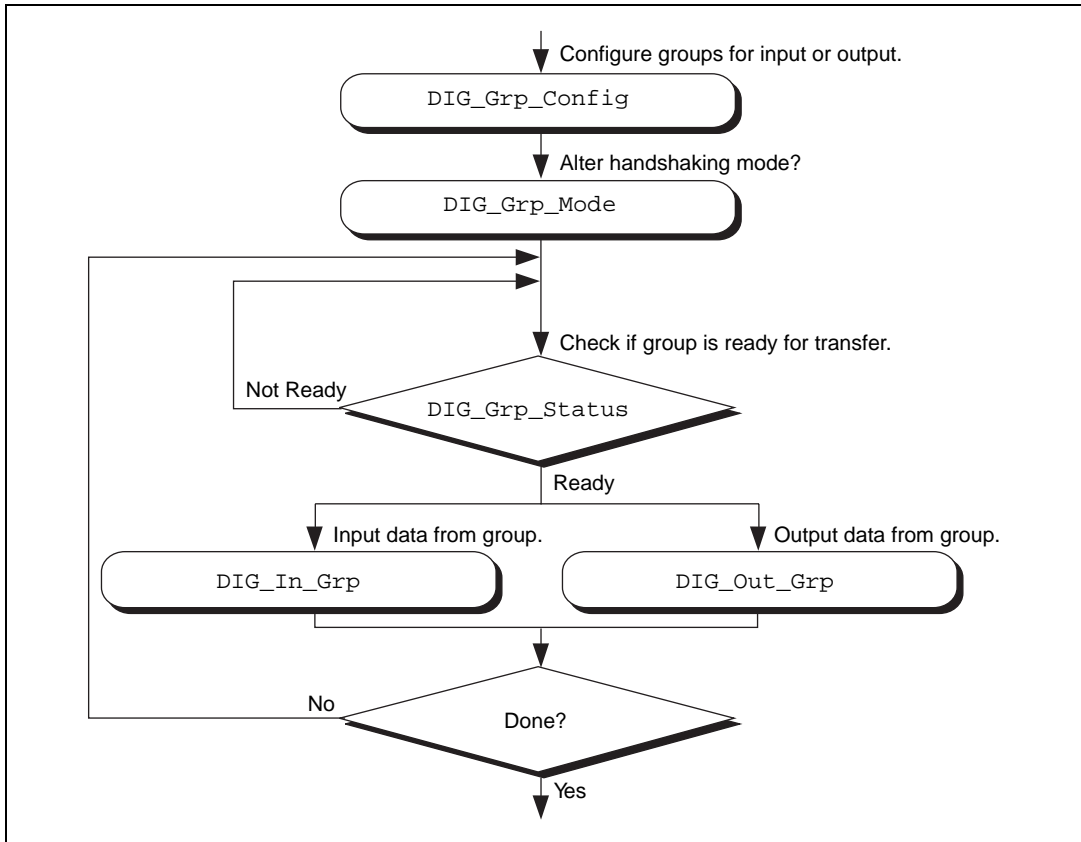 Configure groups for input or output.
DIG_Grp_Config
Alter handshaking mode?
DIG_Grp_Mode
Check if group is ready for transfer.
Not Ready
DIG_Grp_Status
Ready
Input data from group.
Output data from group.
DIG_In_Grp
DIG_Out_Grp
No
Done?
Yes